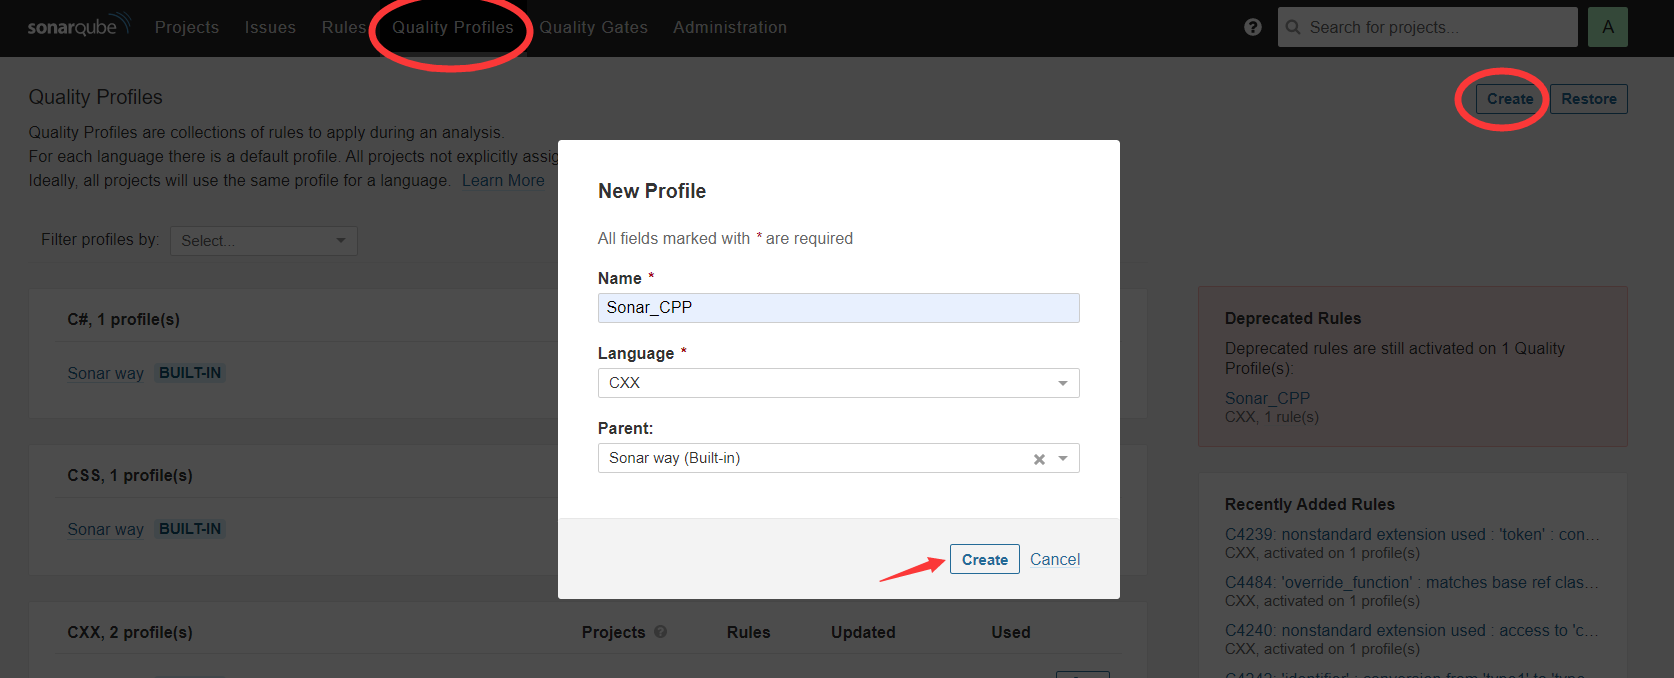 sonarqube Projects Issues Rules Quality Profiles Quality Gates Administration ? Search for projects... A
Quality Profiles
Create Restore
Quality Profiles are collections of rules to apply during an analysis.
For each language there is a default profile. All projects not explicitly assig
Ideally, all projects will use the same profile for a language. Learn More
Filter profiles by: Select...
C#, 1 profile(s)
Sonar way BUILT-IN
CSS, 1 profile(s)
Sonar way BUILT-IN
CXX, 2 profile(s) Projects ? Rules Updated Used
New Profile
All fields marked with * are required
Name *
Sonar_CPP
Language *
CXX
Parent:
Sonar way (Built-in)
Create Cancel
Deprecated Rules
Deprecated rules are still activated on 1 Quality
Profile(s):
Sonar_CPP
CXX, 1 rule(s)
Recently Added Rules
C4239: nonstandard extension used : 'token' : con...
CXX, activated on 1 profile(s)
C4484: 'override_function' : matches base ref clas...
CXX, activated on 1 profile(s)
C4240: nonstandard extension used : access to 'c...
CXX, activated on 1 profile(s)